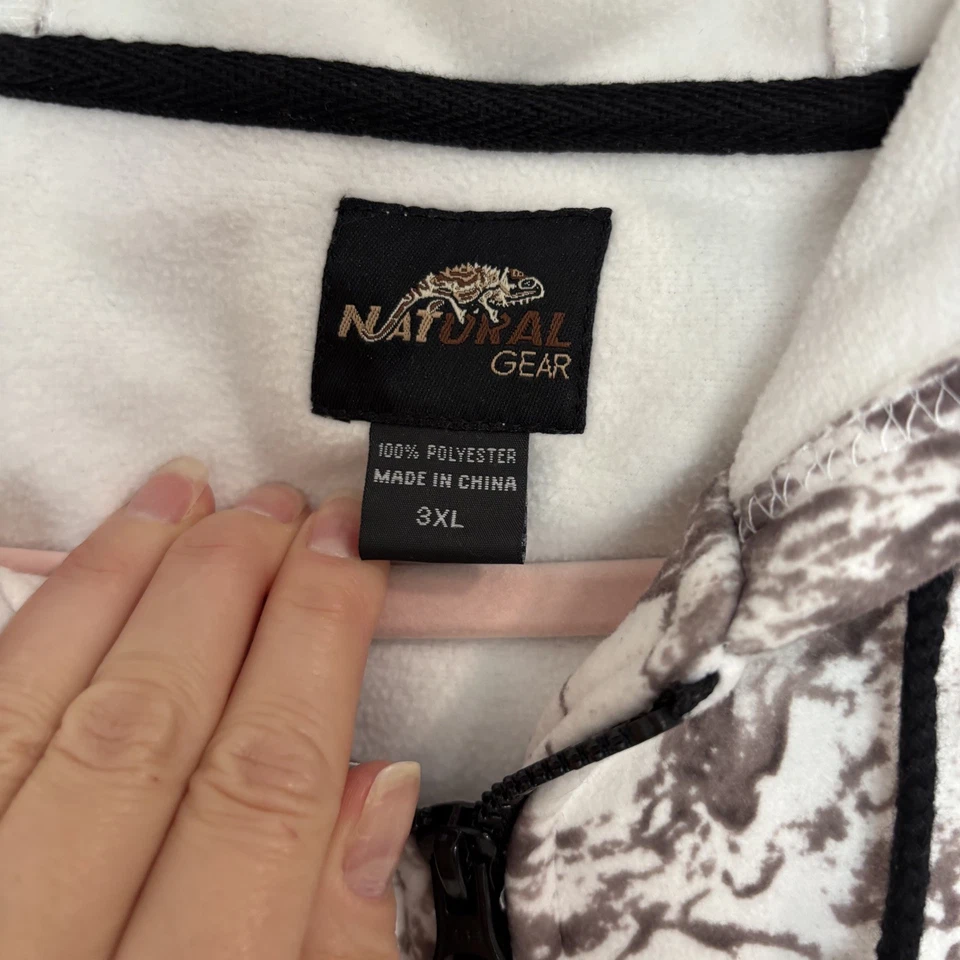 NATURAL
GEAR
100% POLYESTER
MADE IN CHINA
3XL